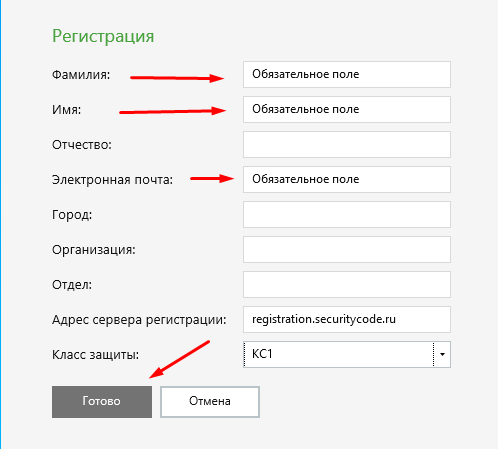 Регистрация
Фамилия: Обязательное поле
Имя: Обязательное поле
Отчество:
Электронная почта: Обязательное поле
Город:
Организация:
Отдел:
Адрес сервера регистрации: registration.securitycode.ru
Класс защиты: КС1
Готово Отмена